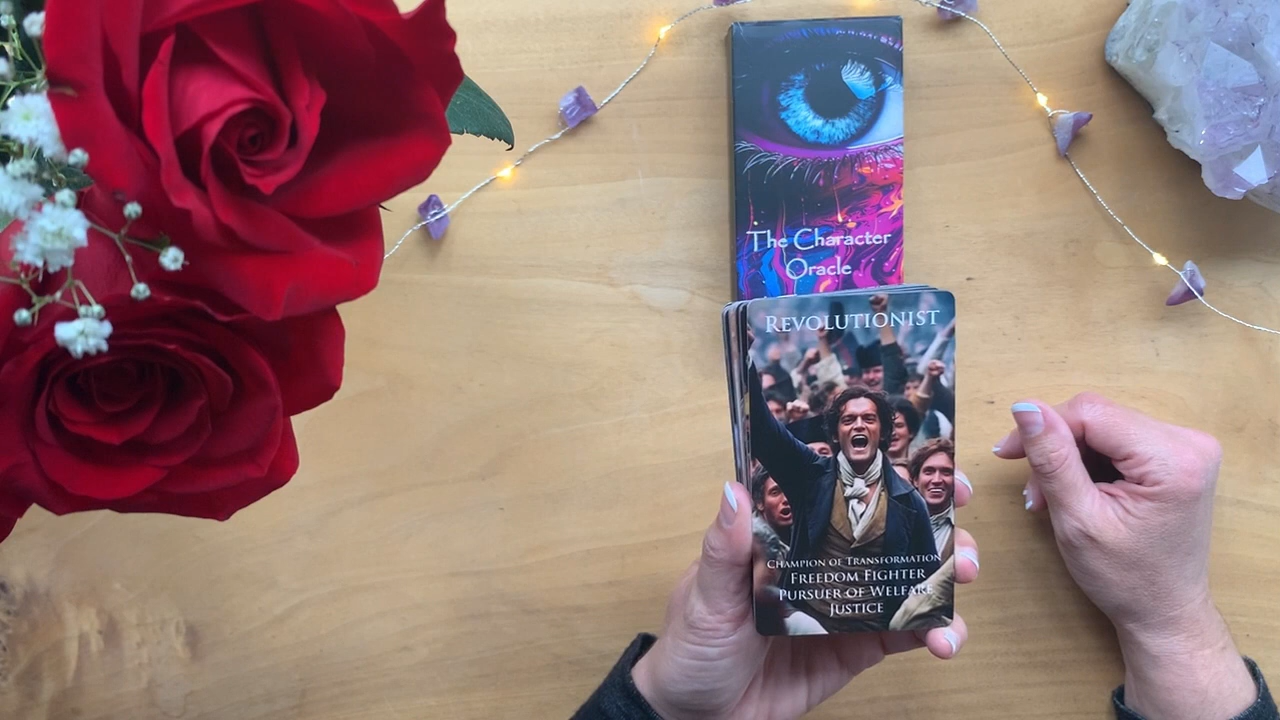 The Character
Oracle
REVOLUTIONIST
CHAMPION OF TRANSFORMATION
FREEDOM FIGHTER
PURSUER OF WELFARE
JUSTICE